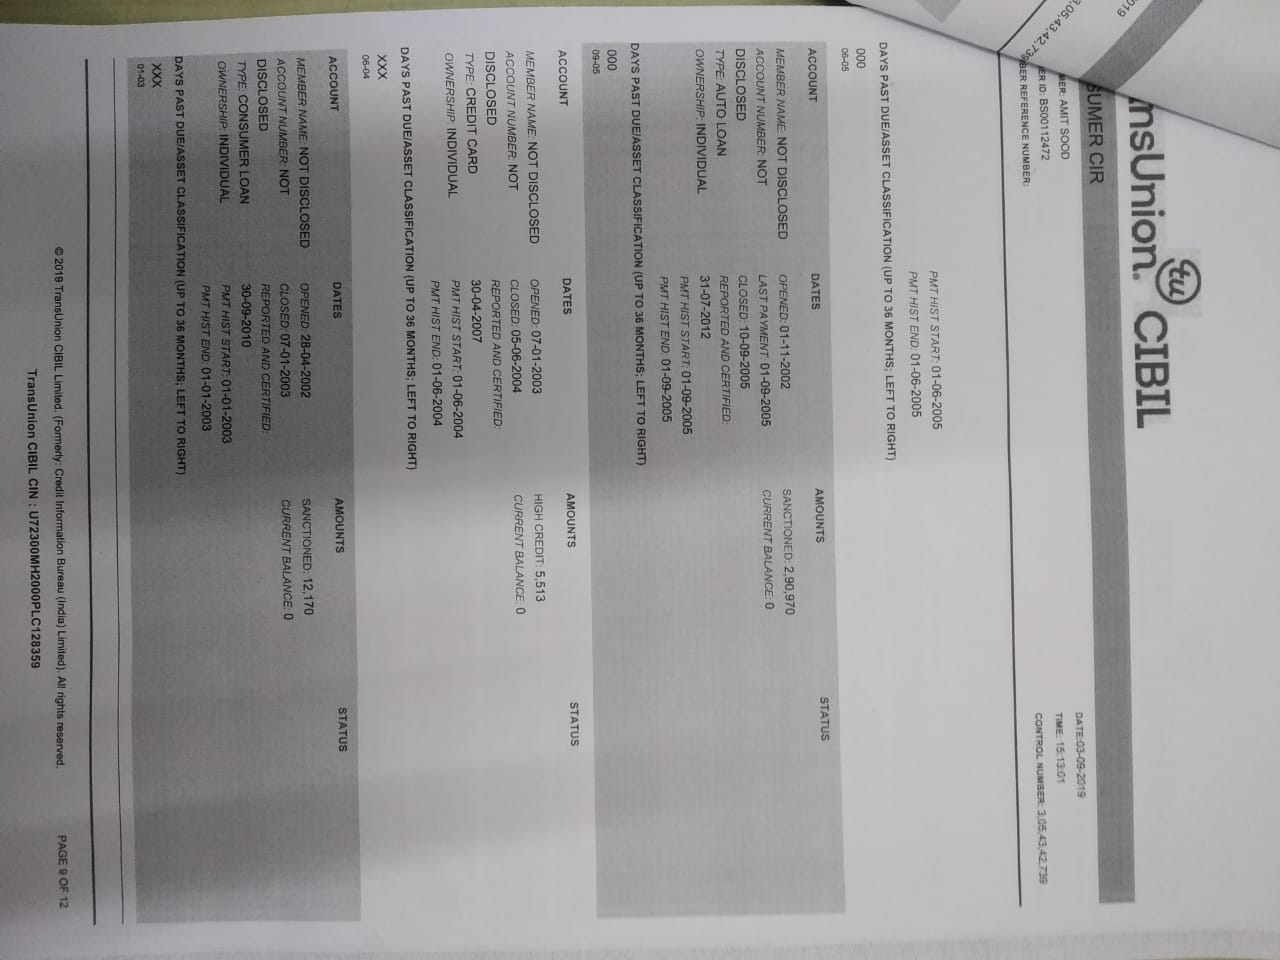 nsUnion. tu CIBIL
SUMER CIR
MER: AMIT SOOD
ER ID: BS00112472
BER REFERENCE NUMBER:
DATE:03-09-2019
TIME: 15:13:01
CONTROL NUMBER: 3,05,43,42,739
PMT HIST START: 01-06-2005
PMT HIST END: 01-06-2005
DAYS PAST DUE/ASSET CLASSIFICATION (UP TO 36 MONTHS; LEFT TO RIGHT)
000
06-05
ACCOUNT DATES AMOUNTS STATUS
MEMBER NAME: NOT DISCLOSED OPENED: 01-11-2002 SANCTIONED: 2,90,970
ACCOUNT NUMBER: NOT LAST PAYMENT: 01-09-2005 CURRENT BALANCE: 0
DISCLOSED CLOSED: 10-09-2005
TYPE: AUTO LOAN REPORTED AND CERTIFIED:
OWNERSHIP: INDIVIDUAL 31-07-2012
PMT HIST START: 01-09-2005
PMT HIST END: 01-09-2005
DAYS PAST DUE/ASSET CLASSIFICATION (UP TO 36 MONTHS; LEFT TO RIGHT)
000
09-05
ACCOUNT DATES AMOUNTS STATUS
MEMBER NAME: NOT DISCLOSED OPENED: 07-01-2003 HIGH CREDIT: 5,513
ACCOUNT NUMBER: NOT CLOSED: 05-06-2004 CURRENT BALANCE: 0
DISCLOSED REPORTED AND CERTIFIED:
TYPE: CREDIT CARD 30-04-2007
OWNERSHIP: INDIVIDUAL PMT HIST START: 01-06-2004
PMT HIST END: 01-06-2004
DAYS PAST DUE/ASSET CLASSIFICATION (UP TO 36 MONTHS; LEFT TO RIGHT)
XXX
06-04
ACCOUNT DATES AMOUNTS STATUS
MEMBER NAME: NOT DISCLOSED OPENED: 28-04-2002 SANCTIONED: 12,170
ACCOUNT NUMBER: NOT CLOSED: 07-01-2003 CURRENT BALANCE: 0
DISCLOSED REPORTED AND CERTIFIED:
TYPE: CONSUMER LOAN 30-09-2010
OWNERSHIP: INDIVIDUAL PMT HIST START: 01-01-2003
PMT HIST END: 01-01-2003
DAYS PAST DUE/ASSET CLASSIFICATION (UP TO 36 MONTHS; LEFT TO RIGHT)
XXX
01-03
© 2019 TransUnion CIBIL Limited. (Formerly: Credit Information Bureau (India) Limited). All rights reserved. PAGE 9 OF 12
TransUnion CIBIL CIN : U72300MH2000PLC128359